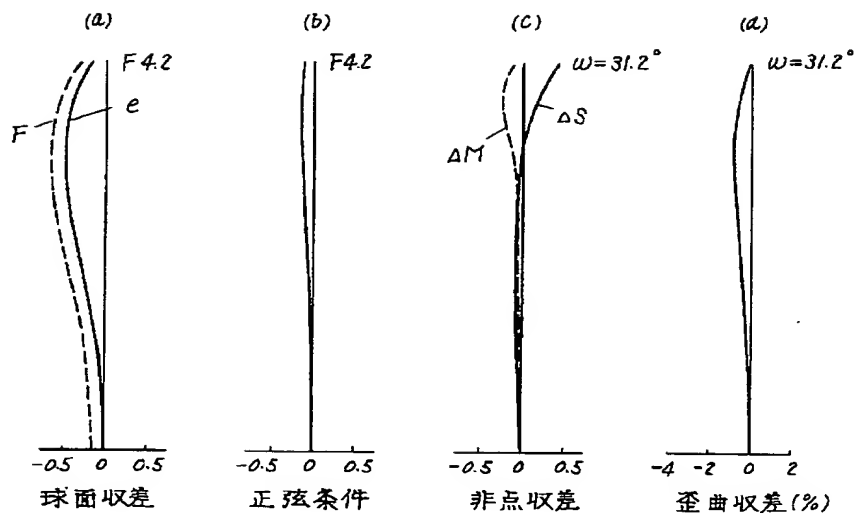 (a)
F4.2
e
F
-0.5 0 0.5
球面収差
(b)
F4.2
-0.5 0 0.5
正弦条件
(c)
ω=31.2°
ΔS
ΔM
-0.5 0 0.5
非点収差
(d)
ω=31.2°
-4 -2 0 2
歪曲収差(%)